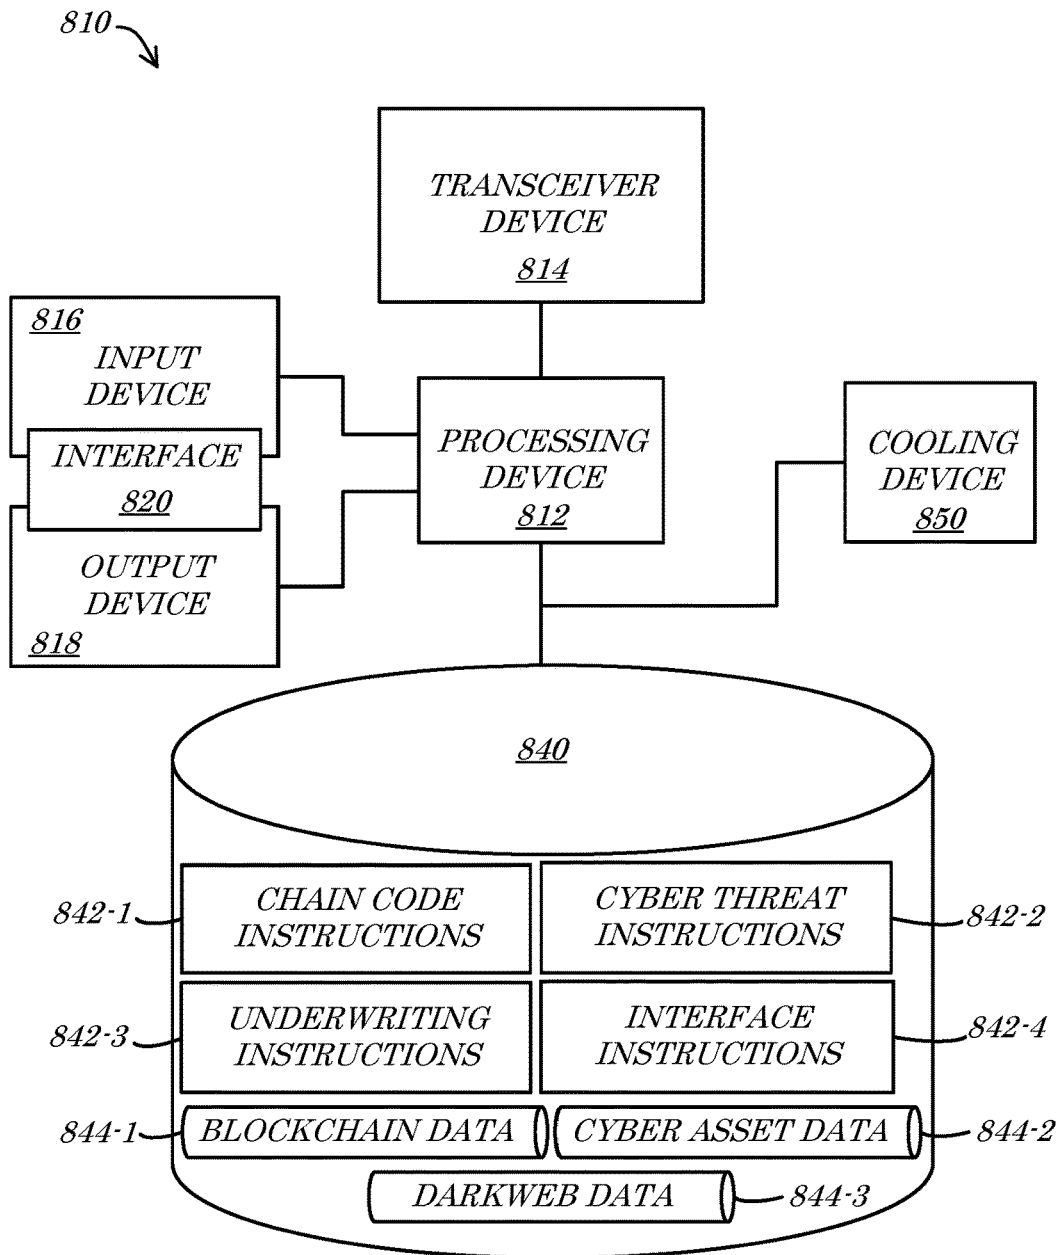 810
TRANSCEIVER
DEVICE
814
816
INPUT
DEVICE
INTERFACE
820
OUTPUT
DEVICE
818
PROCESSING
DEVICE
812
COOLING
DEVICE
850
840
842-1
CHAIN CODE
INSTRUCTIONS
CYBER THREAT
INSTRUCTIONS
842-2
842-3
UNDERWRITING
INSTRUCTIONS
INTERFACE
INSTRUCTIONS
842-4
844-1
BLOCKCHAIN DATA
CYBER ASSET DATA
844-2
DARKWEB DATA
844-3